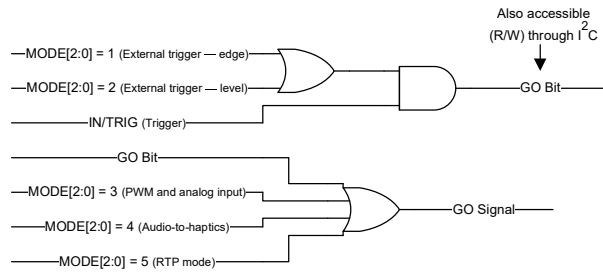 Also accessible
(R/W) through I²C
MODE[2:0] = 1 (External trigger — edge)
MODE[2:0] = 2 (External trigger — level)
GO Bit
IN/TRIG (Trigger)
GO Bit
MODE[2:0] = 3 (PWM and analog input)
MODE[2:0] = 4 (Audio-to-haptics)
GO Signal
MODE[2:0] = 5 (RTP mode)